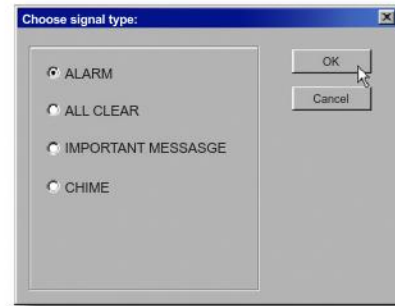 Choose signal type:
ALARM
ALL CLEAR
IMPORTANT MESSASGE
CHIME
OK
Cancel